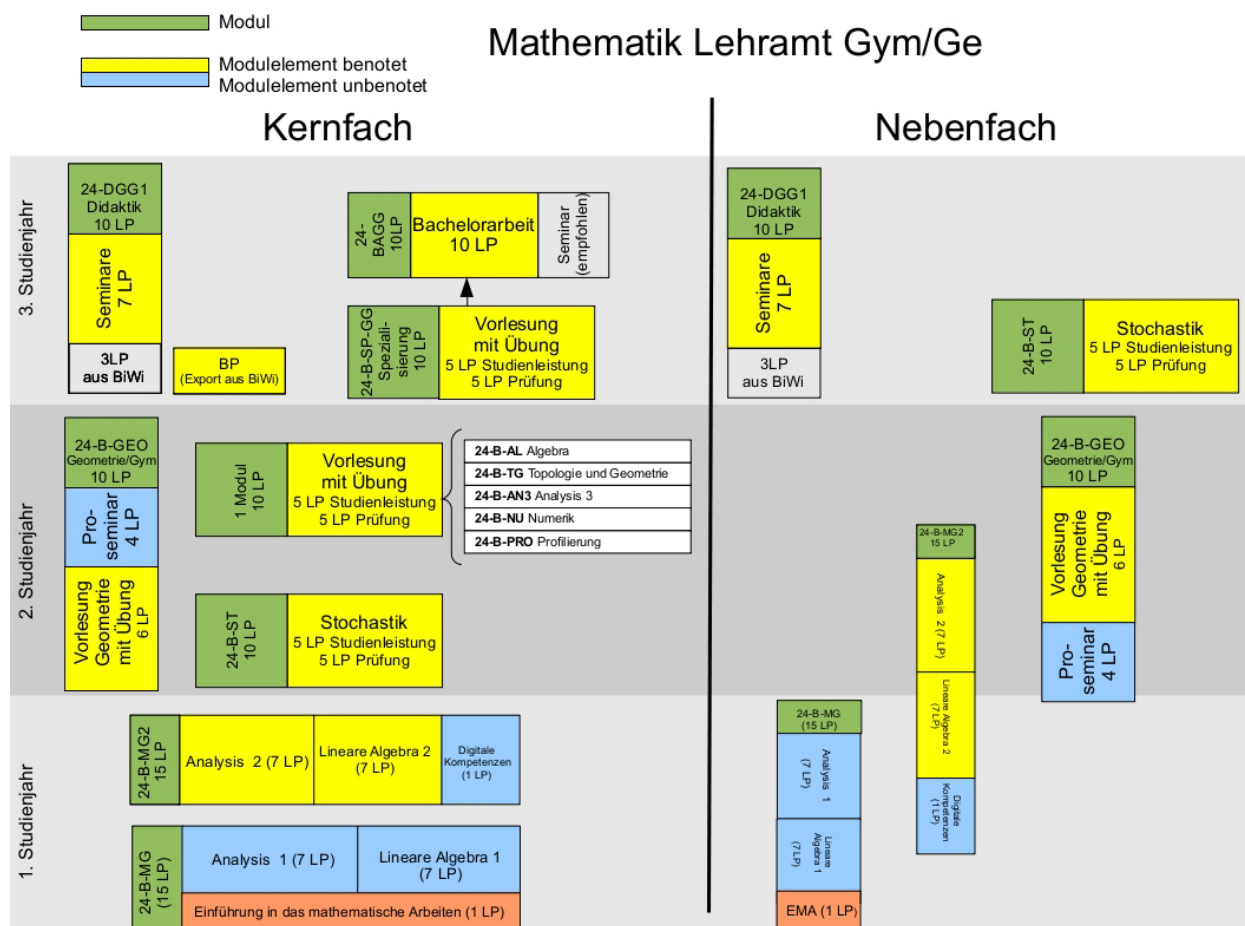 Modul
Modulelement benotet
Modulelement unbenotet
Mathematik Lehramt Gym/Ge
Kernfach
Nebenfach
3. Studienjahr
24-DGG1
Didaktik
10 LP
Seminare
7 LP
3LP
aus BiWi
BP
(Export aus BiWi)
24-
BAGG
10LP
Bachelorarbeit
10 LP
Seminar
(empfohlen)
24-B-SP-GG
Speziali-
sierung
10 LP
Vorlesung
mit Übung
5 LP Studienleistung
5 LP Prüfung
24-DGG1
Didaktik
10 LP
Seminare
7 LP
3LP
aus BiWi
24-B-ST
10 LP
Stochastik
5 LP Studienleistung
5 LP Prüfung
2. Studienjahr
24-B-GEO
Geometrie/Gym
10 LP
Pro-
seminar
4 LP
Vorlesung
Geometrie
mit Übung
6 LP
1 Modul
10 LP
Vorlesung
mit Übung
5 LP Studienleistung
5 LP Prüfung
24-B-AL Algebra
24-B-TG Topologie und Geometrie
24-B-AN3 Analysis 3
24-B-NU Numerik
24-B-PRO Profilierung
24-B-ST
10 LP
Stochastik
5 LP Studienleistung
5 LP Prüfung
24-B-MG2
15 LP
Analysis 2 (7 LP)
Lineare Algebra 2
(7 LP)
Digitale
Kompetenzen
(1 LP)
24-B-GEO
Geometrie/Gym
10 LP
Vorlesung
Geometrie
mit Übung
6 LP
Pro-
seminar
4 LP
1. Studienjahr
24-B-MG2
15 LP
Analysis 2 (7 LP)
Lineare Algebra 2
(7 LP)
Digitale
Kompetenzen
(1 LP)
24-B-MG
(15 LP)
Analysis 1 (7 LP)
Lineare Algebra 1
(7 LP)
Einführung in das mathematische Arbeiten (1 LP)
24-B-MG
(15 LP)
Analysis 1
(7 LP)
Lineare
Algebra 1
(7 LP)
EMA (1 LP)